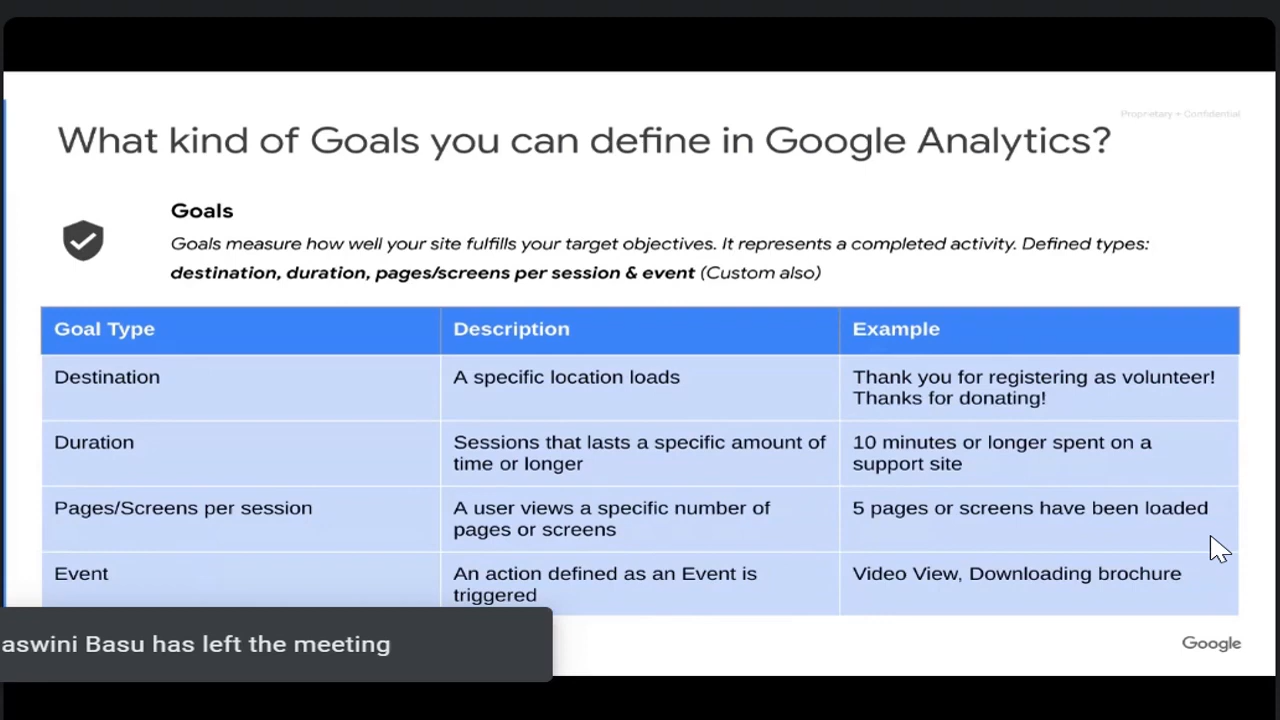 Proprietary + Confidential
What kind of Goals you can define in Google Analytics?
Goals
Goals measure how well your site fulfills your target objectives. It represents a completed activity. Defined types:
destination, duration, pages/screens per session & event (Custom also)
Goal Type Description Example
Destination A specific location loads Thank you for registering as volunteer!
Thanks for donating!
Duration Sessions that lasts a specific amount of
time or longer
10 minutes or longer spent on a
support site
Pages/Screens per session A user views a specific number of
pages or screens
5 pages or screens have been loaded
Event An action defined as an Event is
triggered
Video View, Downloading brochure
aswini Basu has left the meeting
Google